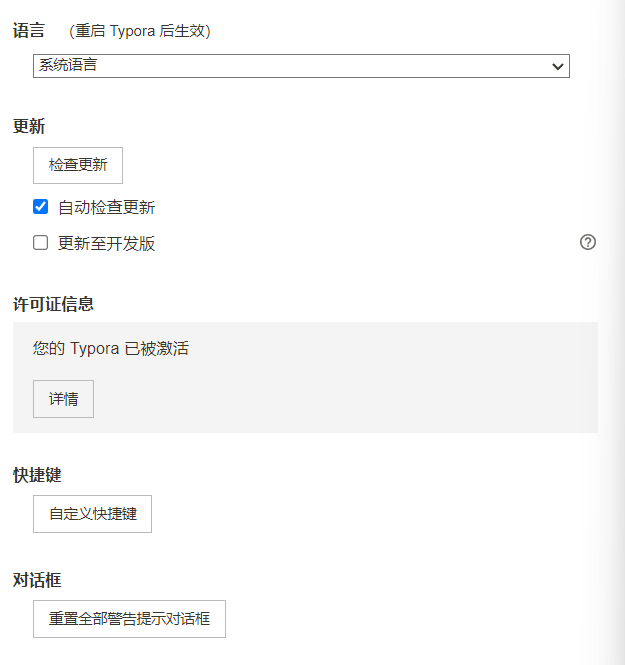 语言 (重启 Typora 后生效)
系统语言
更新
检查更新
自动检查更新
更新至开发版
许可证信息
您的 Typora 已被激活
详情
快捷键
自定义快捷键
对话框
重置全部警告提示对话框